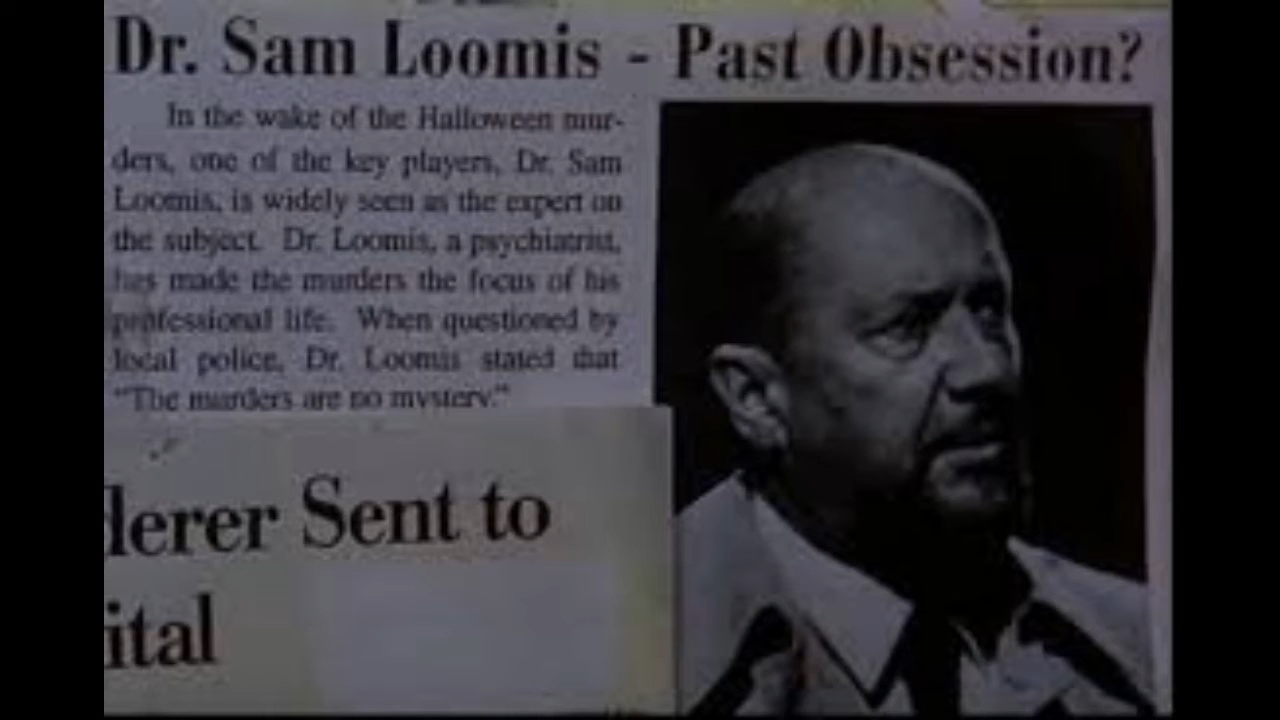 Dr. Sam Loomis - Past Obsession?
In the wake of the Halloween mur-
ders, one of the key players, Dr. Sam
Loomis, is widely seen as the expert on
the subject. Dr. Loomis, a psychiatrist,
has made the murders the focus of his
professional life. When questioned by
local police, Dr. Loomis stated that
"The murders are no mystery."
derer Sent to
ital